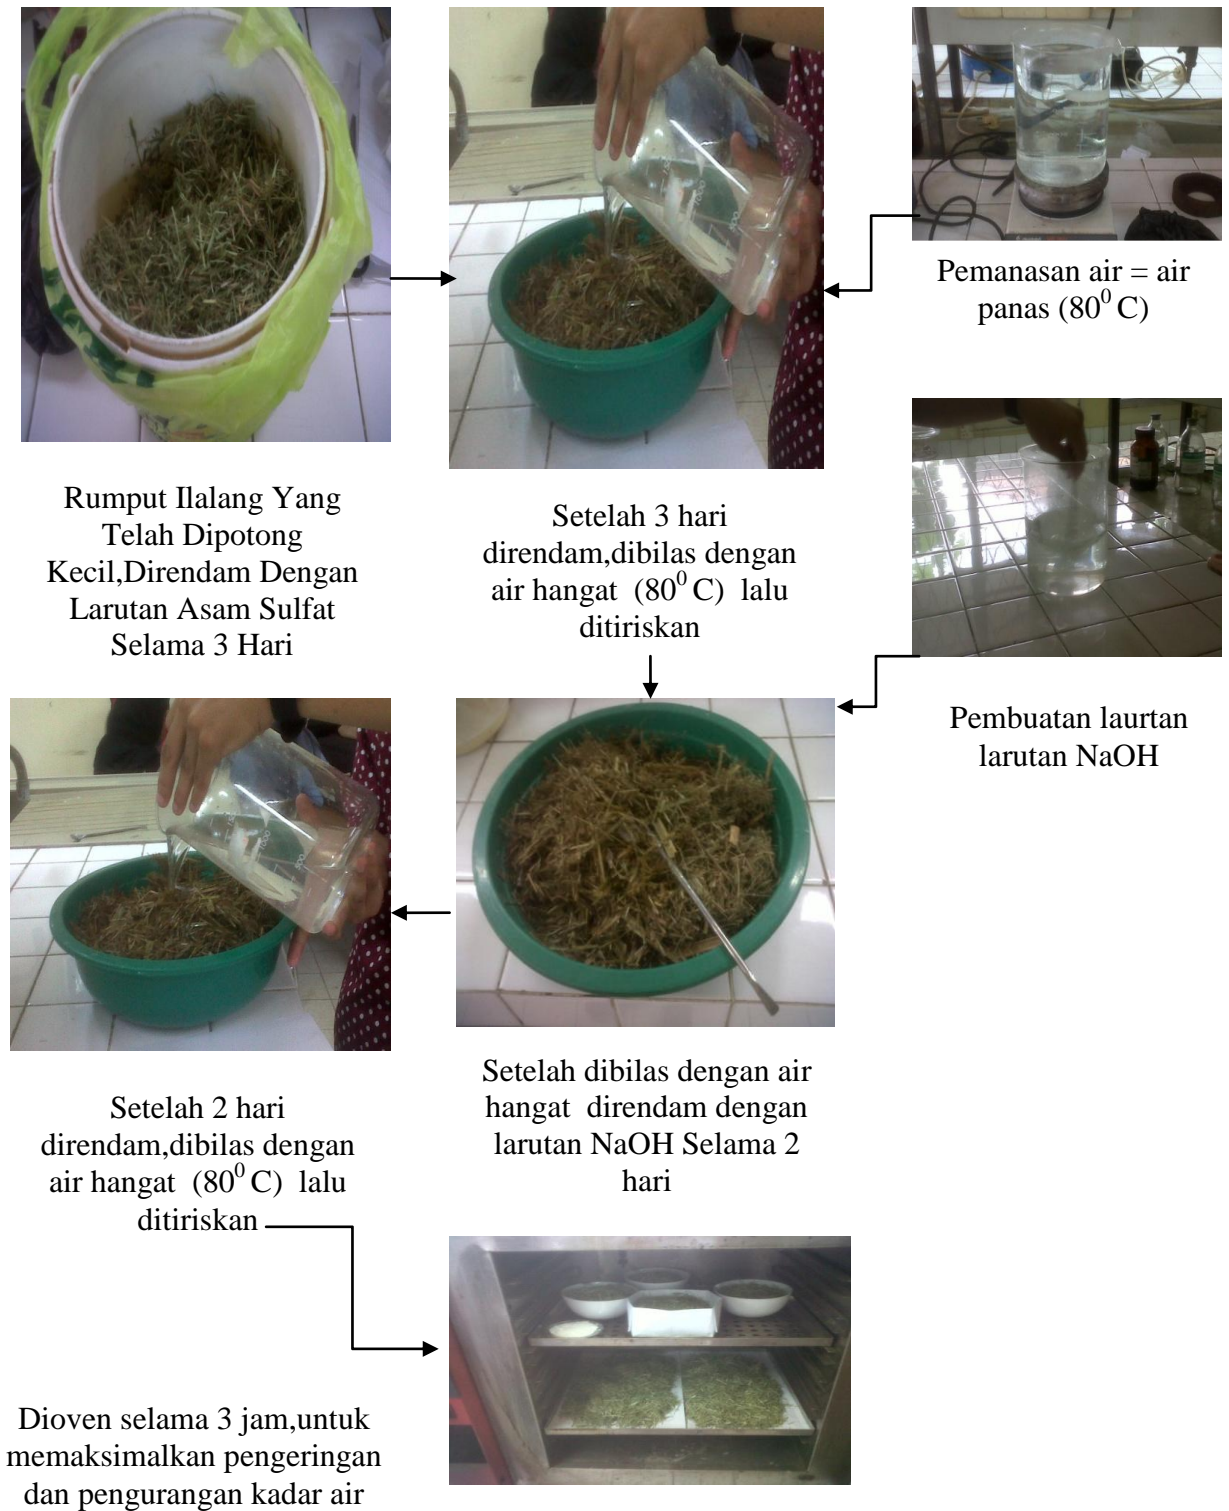 Rumput Ilalang Yang
Telah Dipotong
Kecil,Direndam Dengan
Larutan Asam Sulfat
Selama 3 Hari
Setelah 3 hari
direndam,dibilas dengan
air hangat (80⁰ C) lalu
ditiriskan
Pemanasan air = air
panas (80⁰ C)
Pembuatan laurtan
larutan NaOH
Setelah dibilas dengan air
hangat direndam dengan
larutan NaOH Selama 2
hari
Setelah 2 hari
direndam,dibilas dengan
air hangat (80⁰ C) lalu
ditiriskan
Dioven selama 3 jam,untuk
memaksimalkan pengeringan
dan pengurangan kadar air